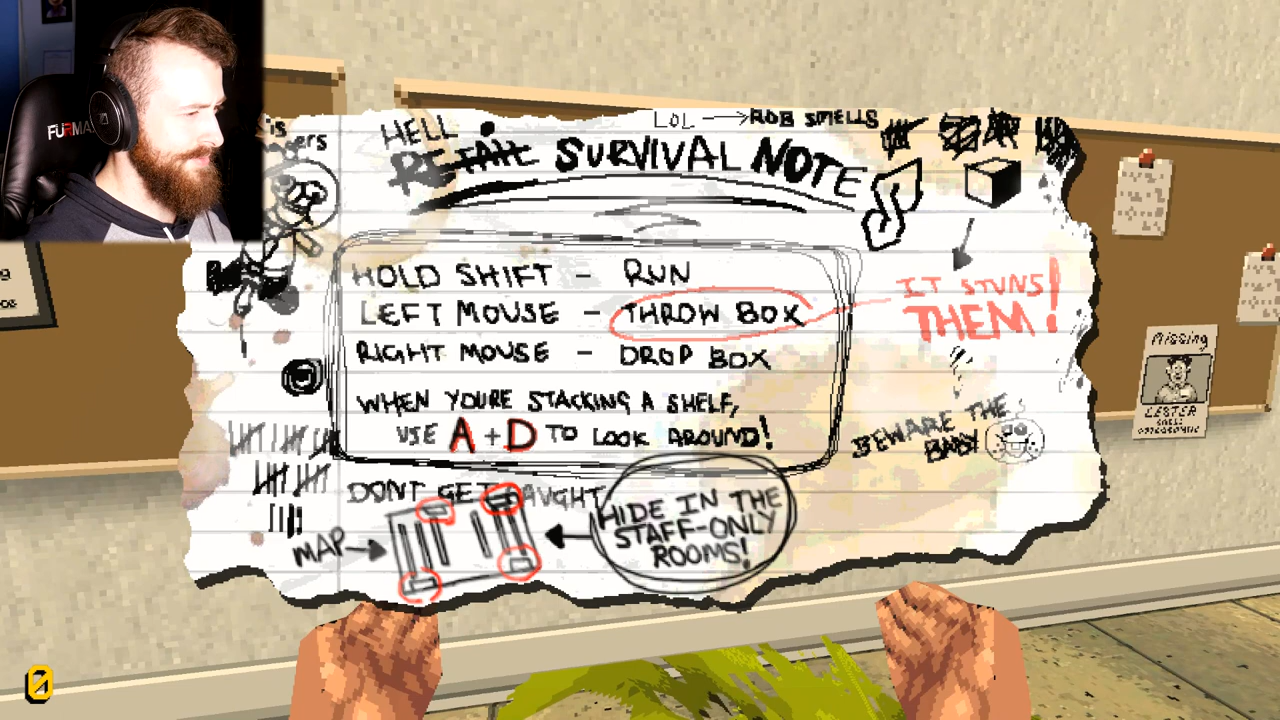 LOL → ROB SMELLS
HELL
RETAIL SURVIVAL NOTE
HOLD SHIFT - RUN
LEFT MOUSE - THROW BOX
RIGHT MOUSE - DROP BOX
WHEN YOURE STACKING A SHELF,
USE A + D TO LOOK AROUND!
IT STUNS
THEM!
BEWARE THE
BABY
DONT GET CAUGHT
MAP
HIDE IN THE
STAFF-ONLY
ROOMS!
Missing
LESTER
0